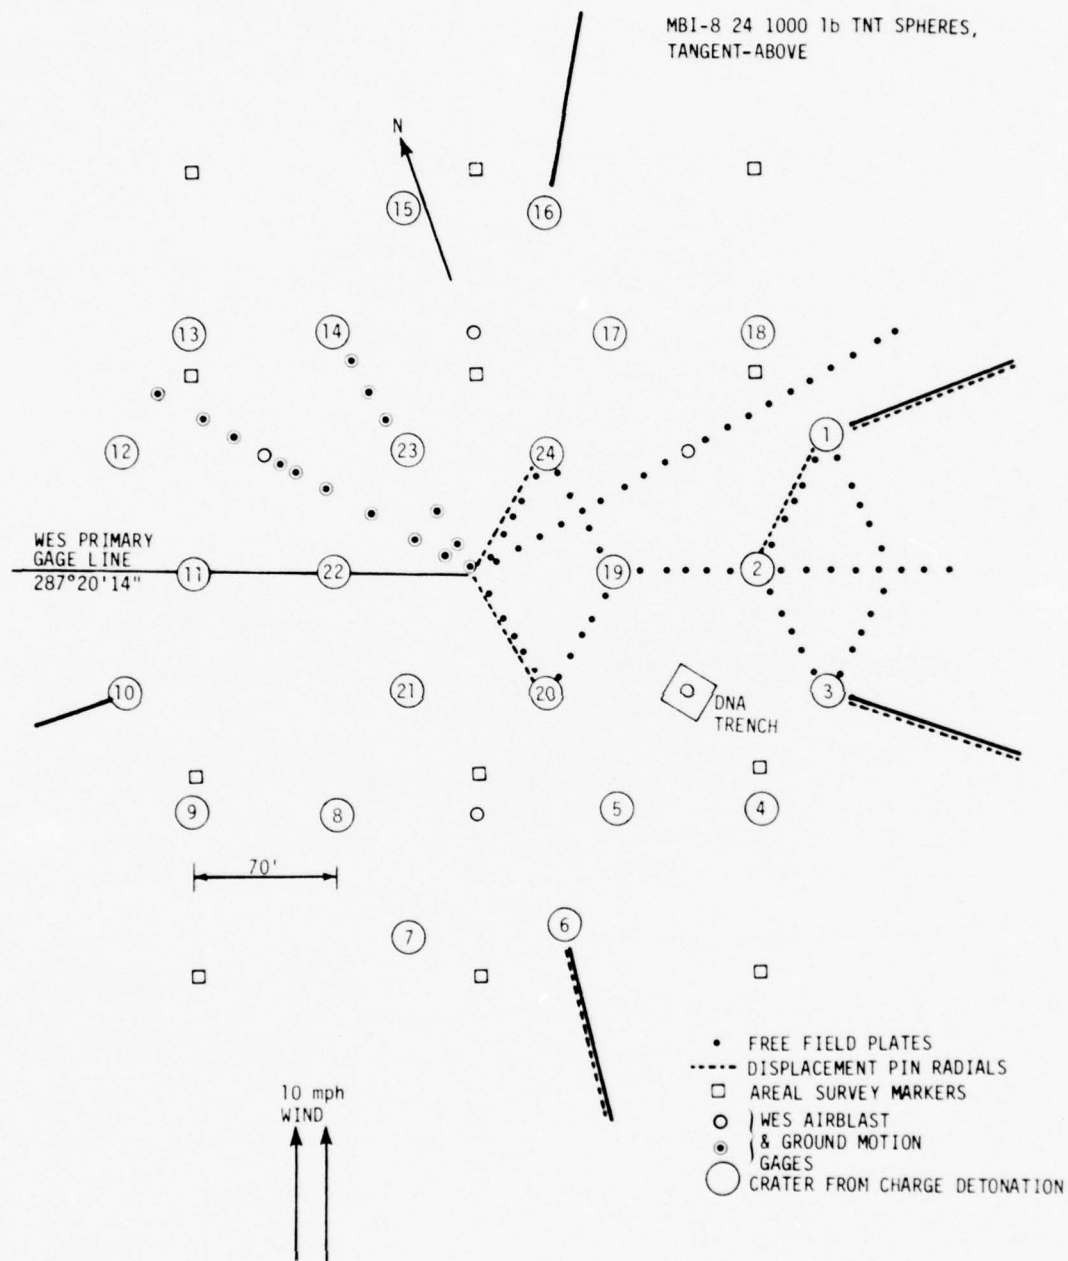 MBI-8 24 1000 lb TNT SPHERES,
TANGENT-ABOVE
N
15
16
13
14
17
18
12
23
24
1
WES PRIMARY
GAGE LINE
287°20'14"
11
22
19
2
10
21
20
DNA
TRENCH
3
9
8
5
4
70'
7
6
10 mph
WIND
FREE FIELD PLATES
DISPLACEMENT PIN RADIALS
AREAL SURVEY MARKERS
WES AIRBLAST
& GROUND MOTION
GAGES
CRATER FROM CHARGE DETONATION